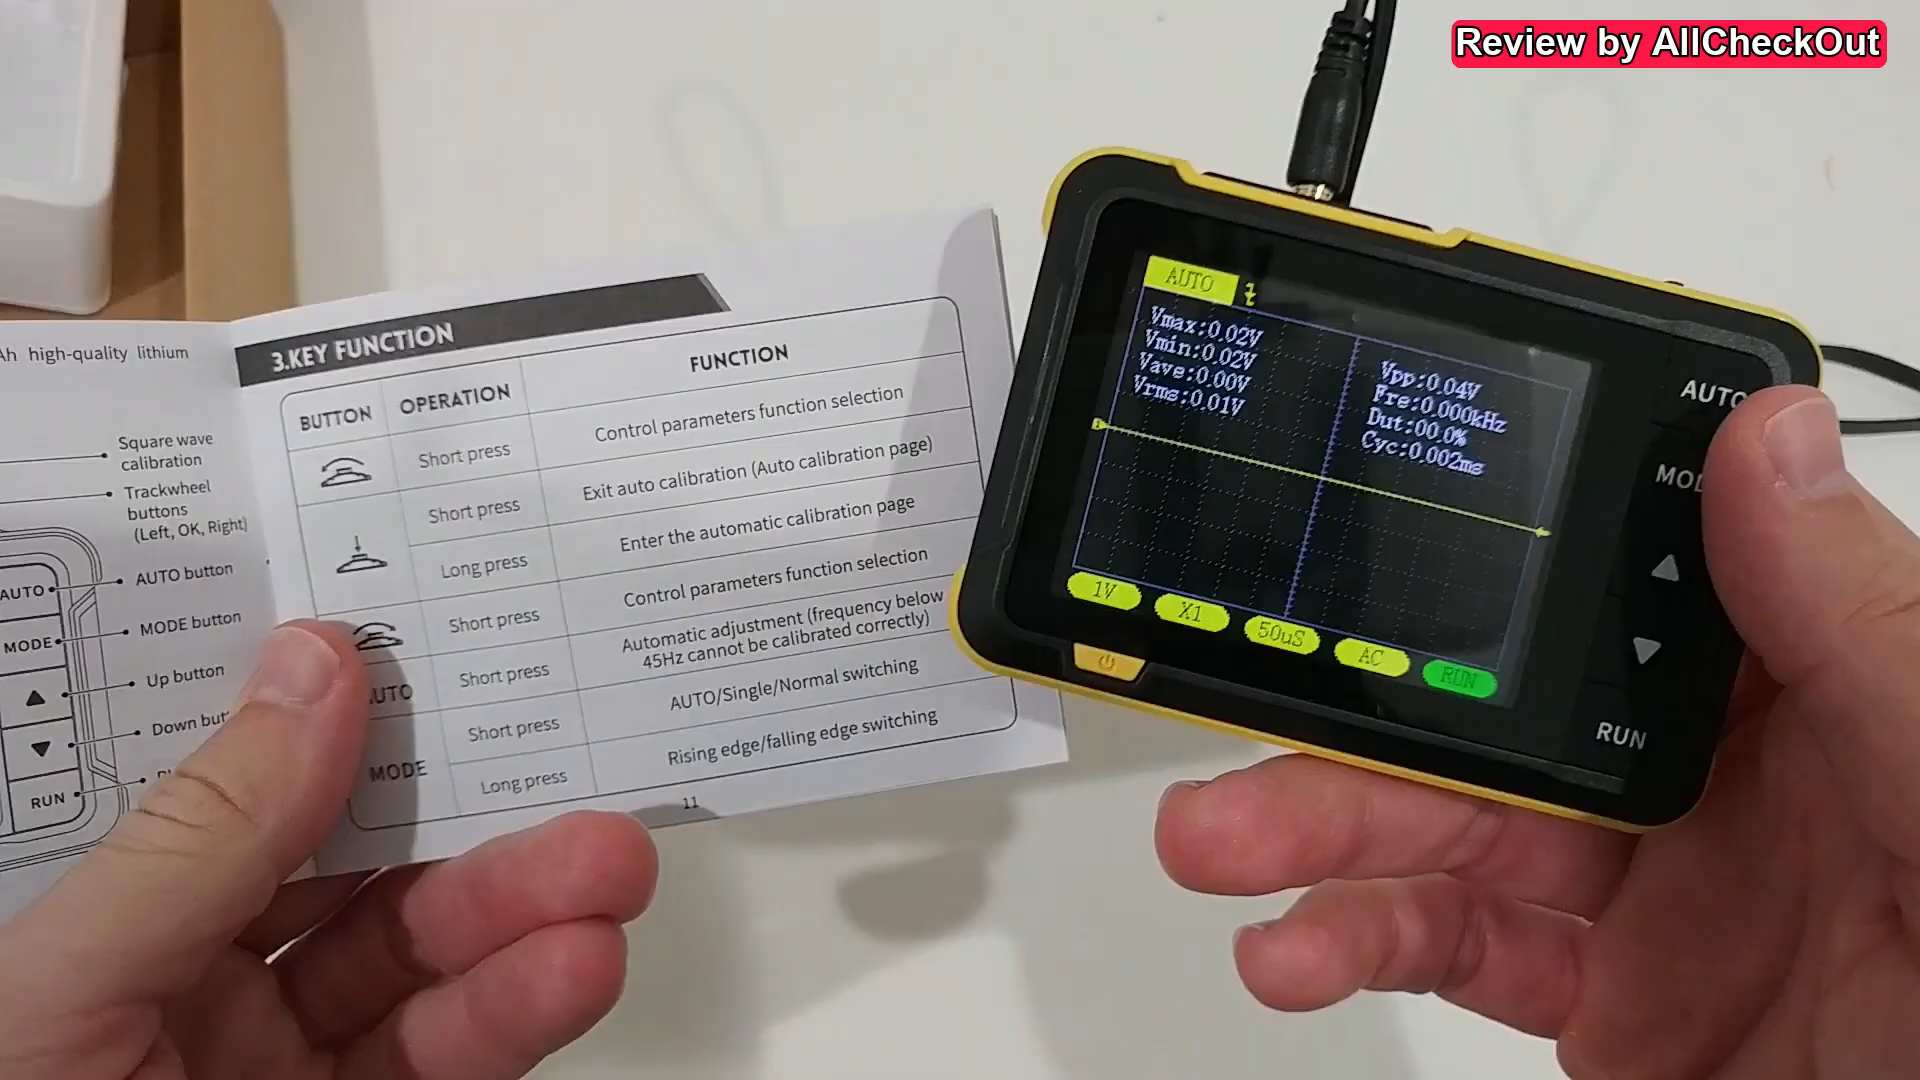 Review by AllCheckOut
Ah high-quality lithium
Square wave
calibration
Trackwheel
buttons
(Left, OK, Right)
AUTO
AUTO button
MODE
MODE button
Up button
Down
RUN
3.KEY FUNCTION
BUTTON OPERATION FUNCTION
Short press Control parameters function selection
Short press Exit auto calibration (Auto calibration page)
Long press Enter the automatic calibration page
Short press Control parameters function selection
AUTO Short press Automatic adjustment (frequency below
45Hz cannot be calibrated correctly)
MODE Short press AUTO/Single/Normal switching
Long press Rising edge/falling edge switching
11
AUTO
Vmax:0.02V
Vmin:0.02V
Vave:0.00V
Vrms:0.01V
Vpp:0.04V
Fre:0.000kHz
Dut:00.0%
Cyc:0.002ms
1V X1 50uS AC RUN
AUTO
MOD
RUN